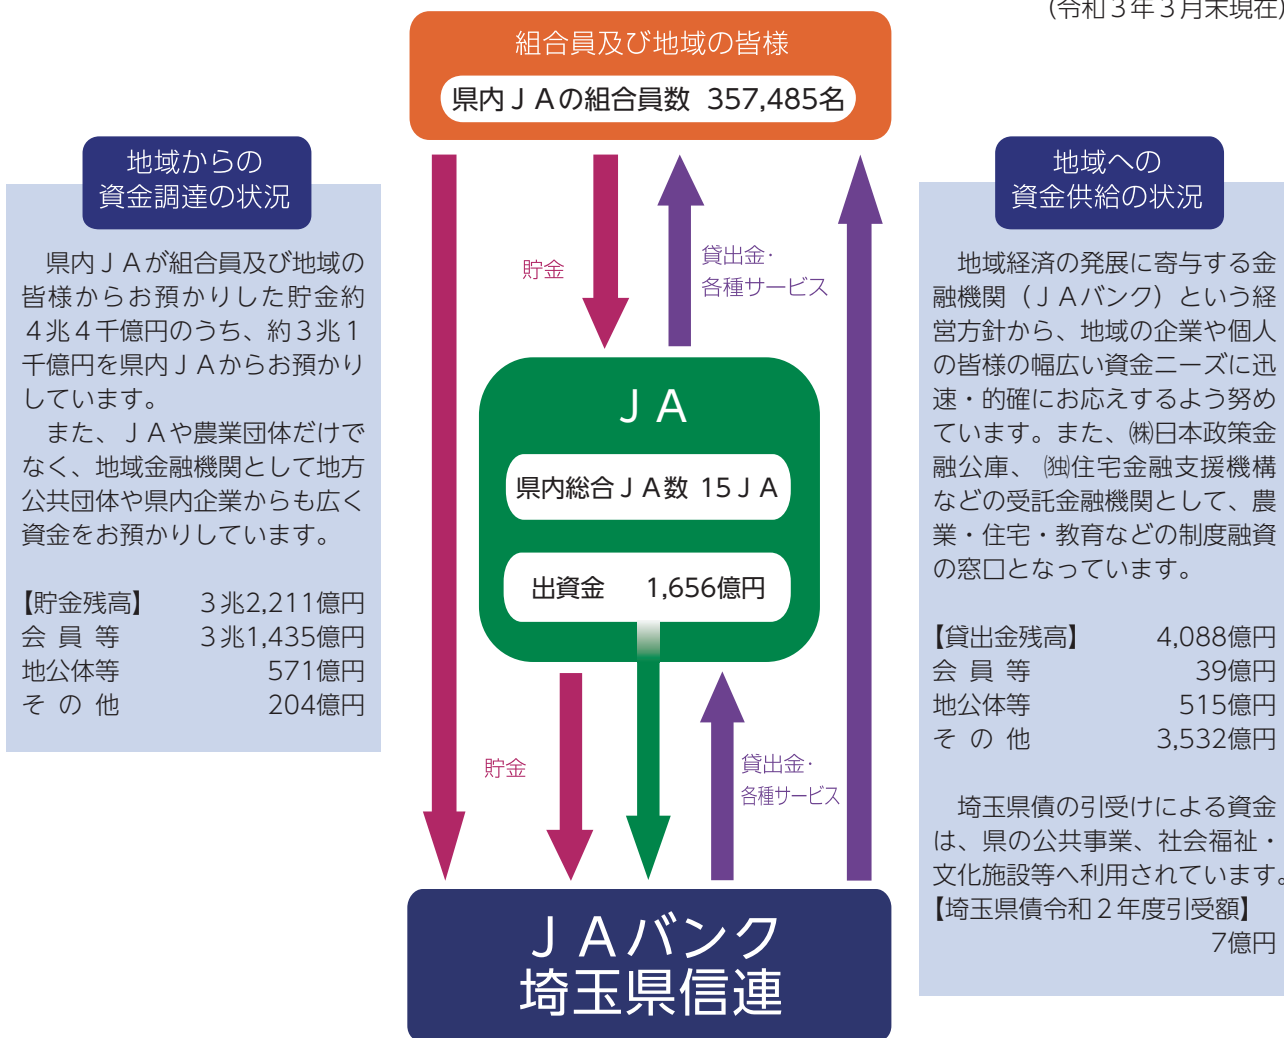 (令和３年３月末現在)
組合員及び地域の皆様
県内ＪＡの組合員数 357,485名
地域からの
資金調達の状況
県内ＪＡが組合員及び地域の
皆様からお預かりした貯金約
４兆４千億円のうち、約３兆１
千億円を県内ＪＡからお預かり
しています。
また、ＪＡや農業団体だけで
なく、地域金融機関として地方
公共団体や県内企業からも広く
資金をお預かりしています。
【貯金残高】 ３兆2,211億円
会員等 ３兆1,435億円
地公体等 571億円
その他 204億円
貯金
貸出金・
各種サービス
ＪＡ
県内総合ＪＡ数 15ＪＡ
出資金 1,656億円
貯金
貸出金・
各種サービス
ＪＡバンク
埼玉県信連
地域への
資金供給の状況
地域経済の発展に寄与する金
融機関（ＪＡバンク）という経
営方針から、地域の企業や個人
の皆様の幅広い資金ニーズに迅
速・的確にお応えするよう努め
ています。また、㈱日本政策金
融公庫、㈵住宅金融支援機構
などの受託金融機関として、農
業・住宅・教育などの制度融資
の窓口となっています。
【貸出金残高】 4,088億円
会員等 39億円
地公体等 515億円
その他 3,532億円
埼玉県債の引受けによる資金
は、県の公共事業、社会福祉・
文化施設等へ利用されています。
【埼玉県債令和２年度引受額】
7億円